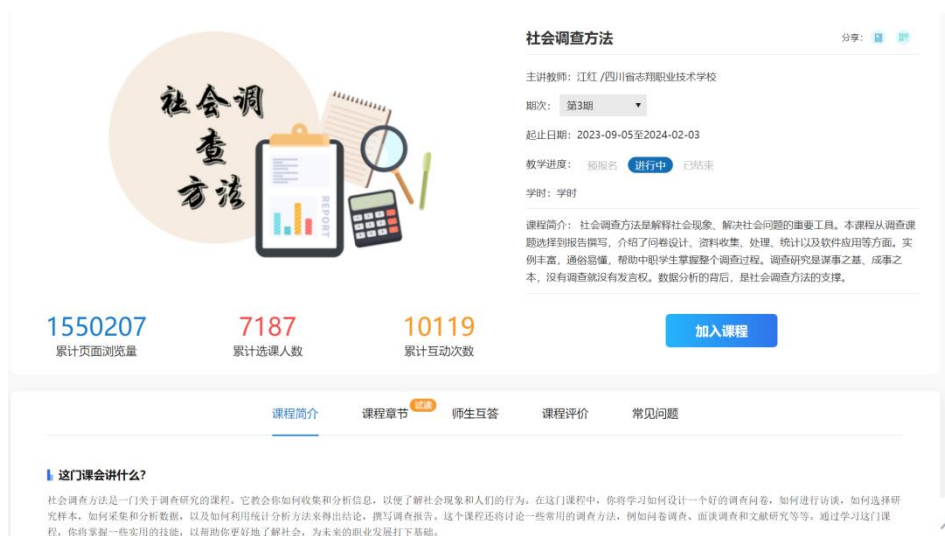 社会调
查
方法
REPORT
社会调查方法
分享：
主讲教师：江红 /四川省志翔职业技术学校
期次： 第3期
起止日期：2023-09-05至2024-02-03
教学进度： 预报名 进行中 已结束
学时：学时
课程简介： 社会调查方法是解释社会现象、解决社会问题的重要工具。本课程从调查课
题选择到报告撰写，介绍了问卷设计、资料收集、处理、统计以及软件应用等方面。实
例丰富，通俗易懂，帮助中职学生掌握整个调查过程。调查研究是谋事之基、成事之
本，没有调查就没有发言权。数据分析的背后，是社会调查方法的支撑。
1550207 7187 10119
累计页面浏览量 累计选课人数 累计互动次数
加入课程
课程简介 课程章节 试读 师生互答 课程评价 常见问题
这门课会讲什么？
社会调查方法是一门关于调查研究的课程。它教会你如何收集和分析信息，以便了解社会现象和人们的行为。在这门课程中，你将学习如何设计一个好的调查问卷，如何进行访谈，如何选择研
究样本，如何采集和分析数据，以及如何利用统计分析方法来得出结论，撰写调查报告。这个课程还将讨论一些常用的调查方法，例如问卷调查、面谈调查和文献研究等等。通过学习这门课
程，你将掌握一些实用的技能，以帮助你更好地了解社会，为未来的职业发展打下基础。